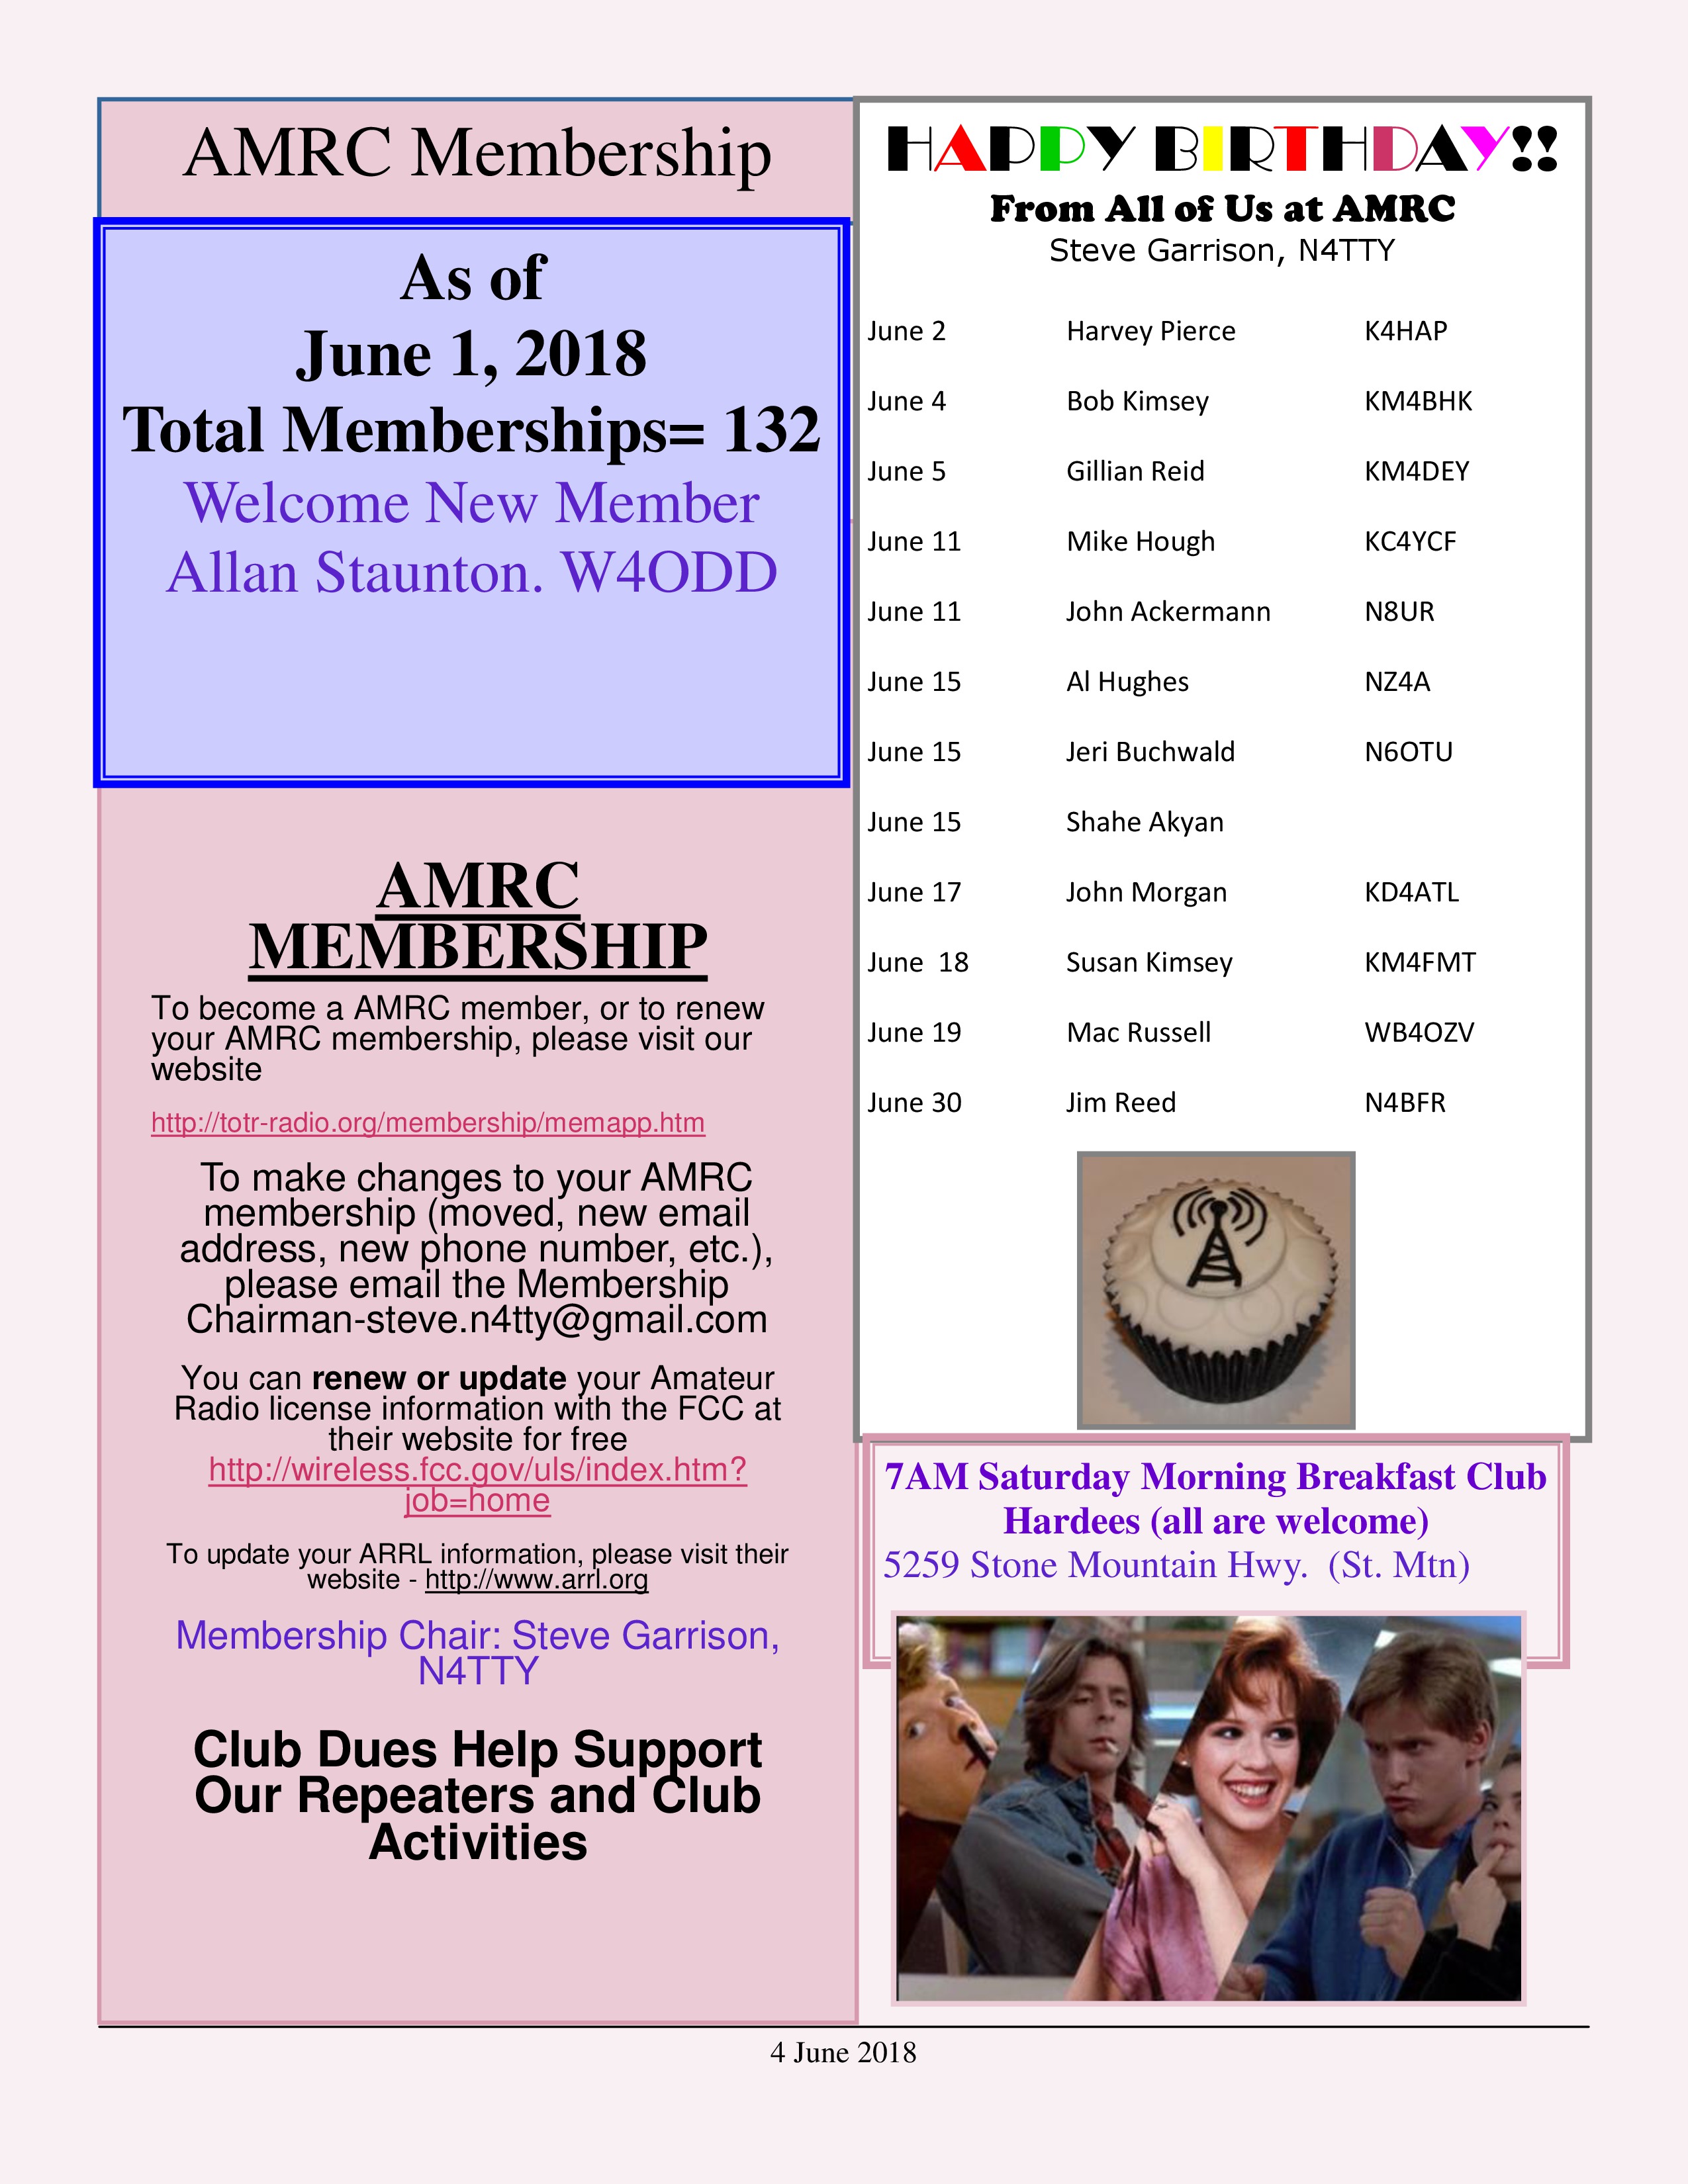 AMRC Membership
As of
June 1, 2018
Total Memberships= 132
Welcome New Member
Allan Staunton. W4ODD
AMRC
MEMBERSHIP
To become a AMRC member, or to renew
your AMRC membership, please visit our
website
http://totr-radio.org/membership/memapp.htm
To make changes to your AMRC
membership (moved, new email
address, new phone number, etc.),
please email the Membership
Chairman-steve.n4tty@gmail.com
You can renew or update your Amateur
Radio license information with the FCC at
their website for free
http://wireless.fcc.gov/uls/index.htm?
job=home
To update your ARRL information, please visit their
website - http://www.arrl.org
Membership Chair: Steve Garrison,
N4TTY
Club Dues Help Support
Our Repeaters and Club
Activities
HAPPY BIRTHDAY!!
From All of Us at AMRC
Steve Garrison, N4TTY
June 2 Harvey Pierce K4HAP
June 4 Bob Kimsey KM4BHK
June 5 Gillian Reid KM4DEY
June 11 Mike Hough KC4YCF
June 11 John Ackermann N8UR
June 15 Al Hughes NZ4A
June 15 Jeri Buchwald N6OTU
June 15 Shahe Akyan
June 17 John Morgan KD4ATL
June  18 Susan Kimsey KM4FMT
June 19 Mac Russell WB4OZV
June 30 Jim Reed N4BFR
7AM Saturday Morning Breakfast Club
Hardees (all are welcome)
5259 Stone Mountain Hwy.  (St. Mtn)
4 June 2018